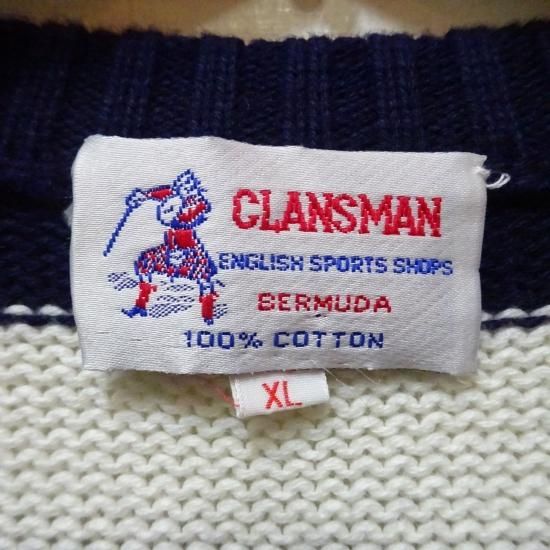 CLANSMAN
ENGLISH SPORTS SHOPS
BERMUDA
100% COTTON
XL